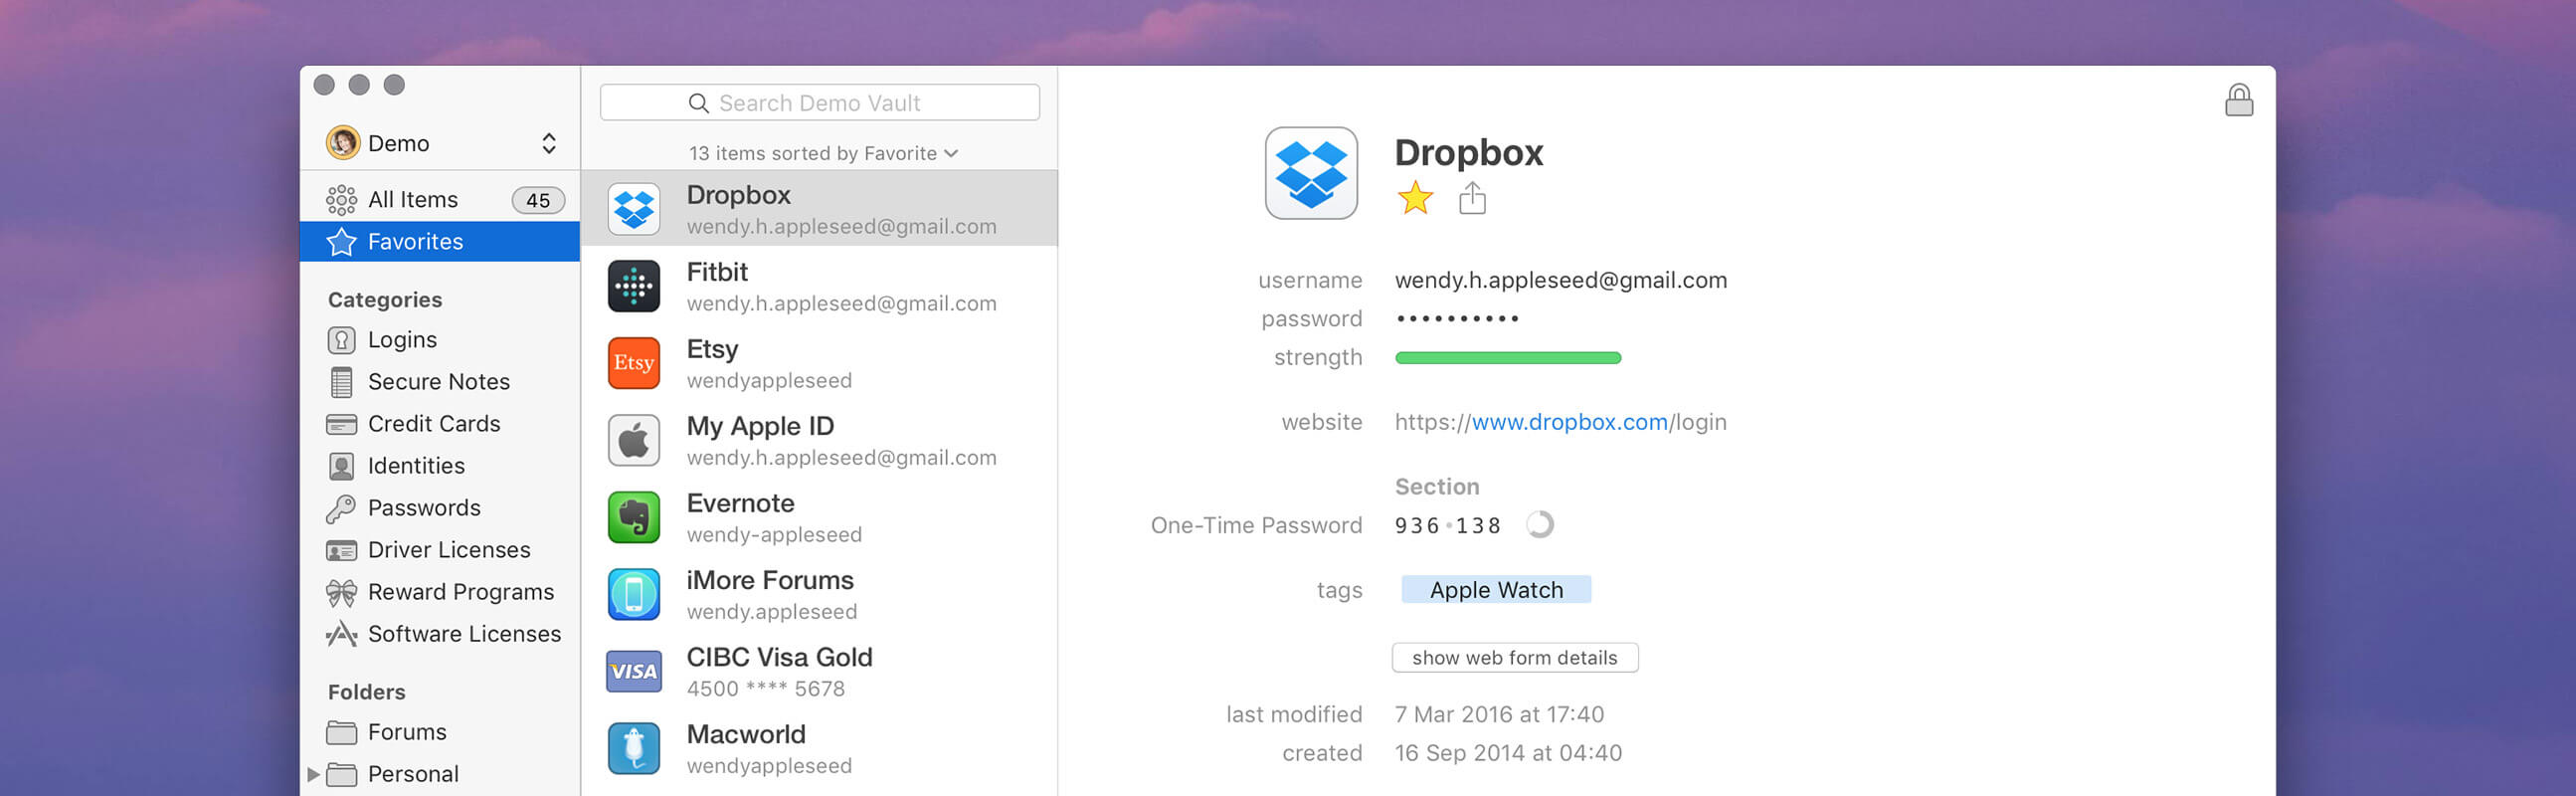 Demo
All Items 45
Favorites
Categories
Logins
Secure Notes
Credit Cards
Identities
Passwords
Driver Licenses
Reward Programs
Software Licenses
Folders
Forums
Personal
Search Demo Vault
13 items sorted by Favorite
Dropbox
wendy.h.appleseed@gmail.com
Fitbit
wendy.h.appleseed@gmail.com
Etsy
Etsy
wendyappleseed
My Apple ID
wendy.h.appleseed@gmail.com
Evernote
wendy-appleseed
iMore Forums
wendy.appleseed
VISA
CIBC Visa Gold
4500 **** 5678
Macworld
wendyappleseed
Dropbox
username wendy.h.appleseed@gmail.com
password ••••••••••
strength
website https://www.dropbox.com/login
Section
One-Time Password 936•138
tags Apple Watch
show web form details
last modified 7 Mar 2016 at 17:40
created 16 Sep 2014 at 04:40